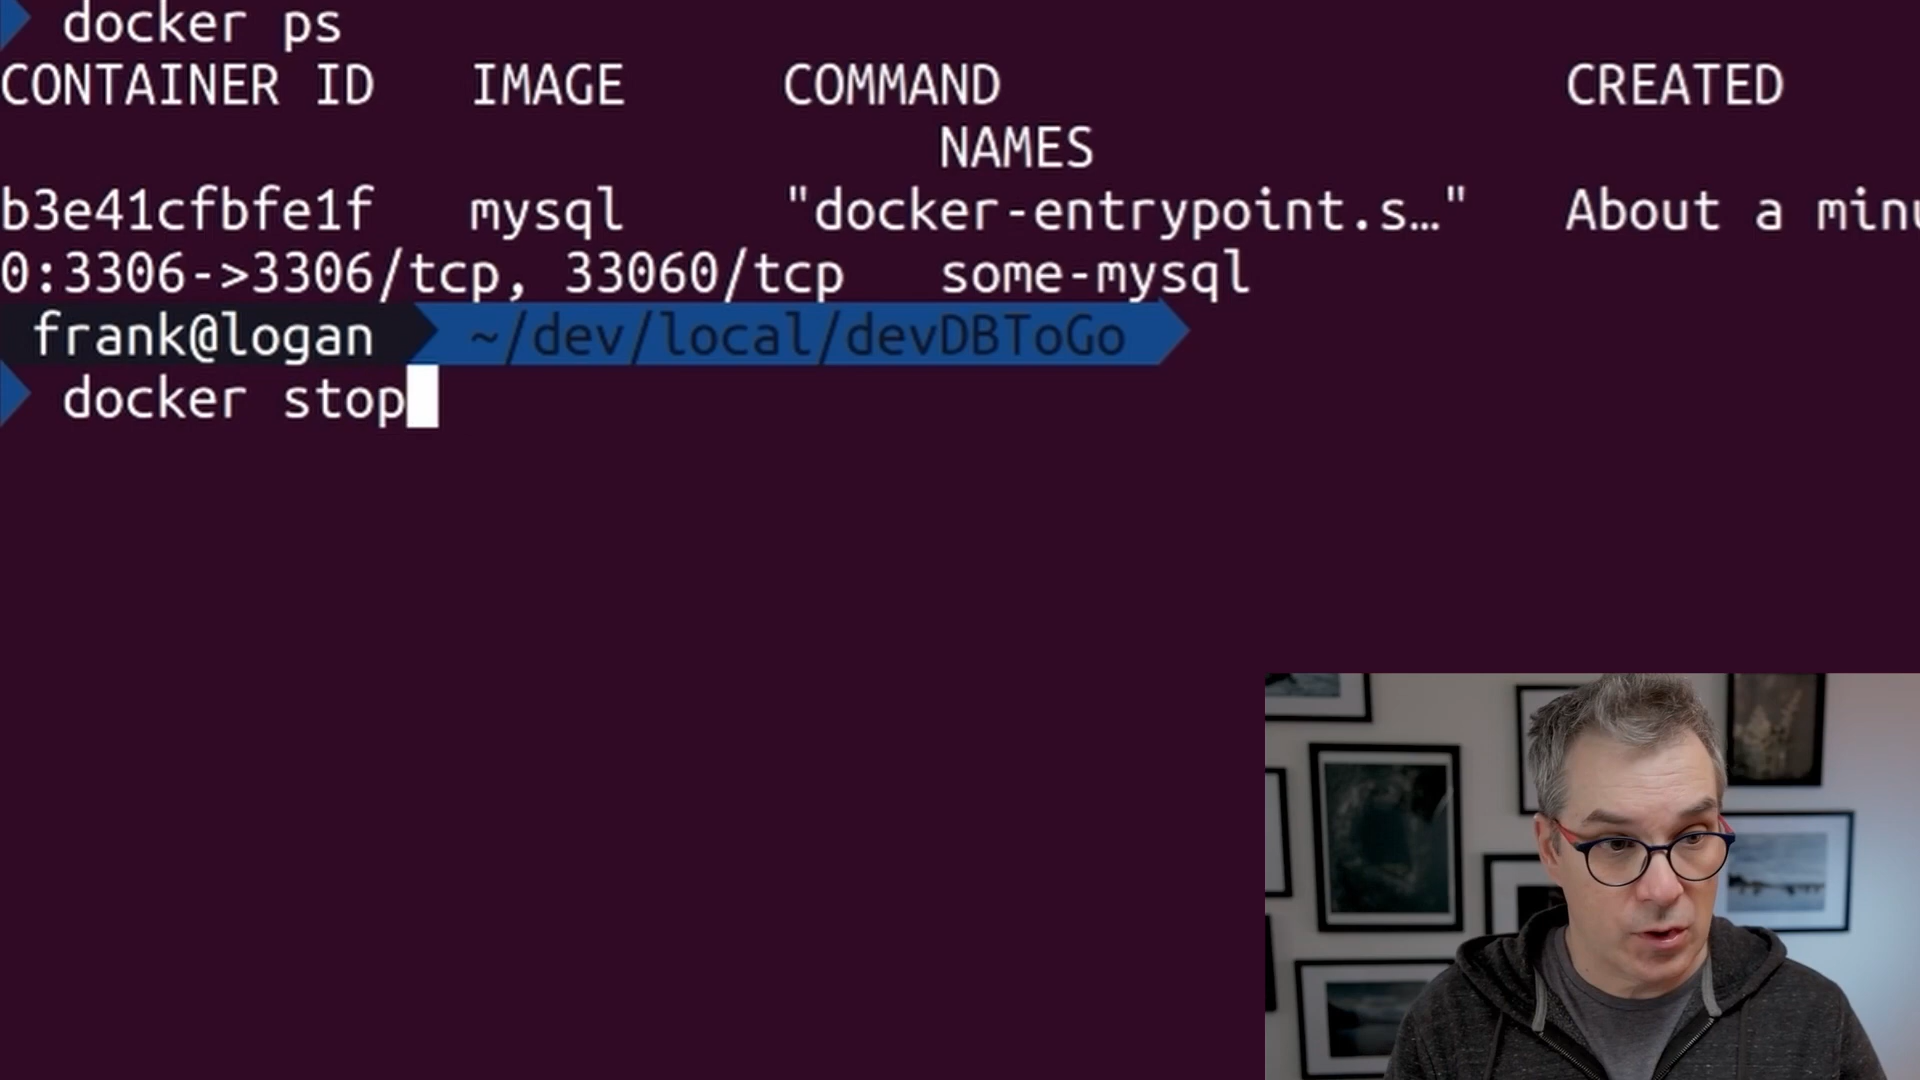 docker ps
CONTAINER ID IMAGE COMMAND CREATED
NAMES
b3e41cfbfe1f mysql "docker-entrypoint.s…" About a minu
0:3306->3306/tcp, 33060/tcp some-mysql
frank@logan ~/dev/local/devDBToGo
docker stop